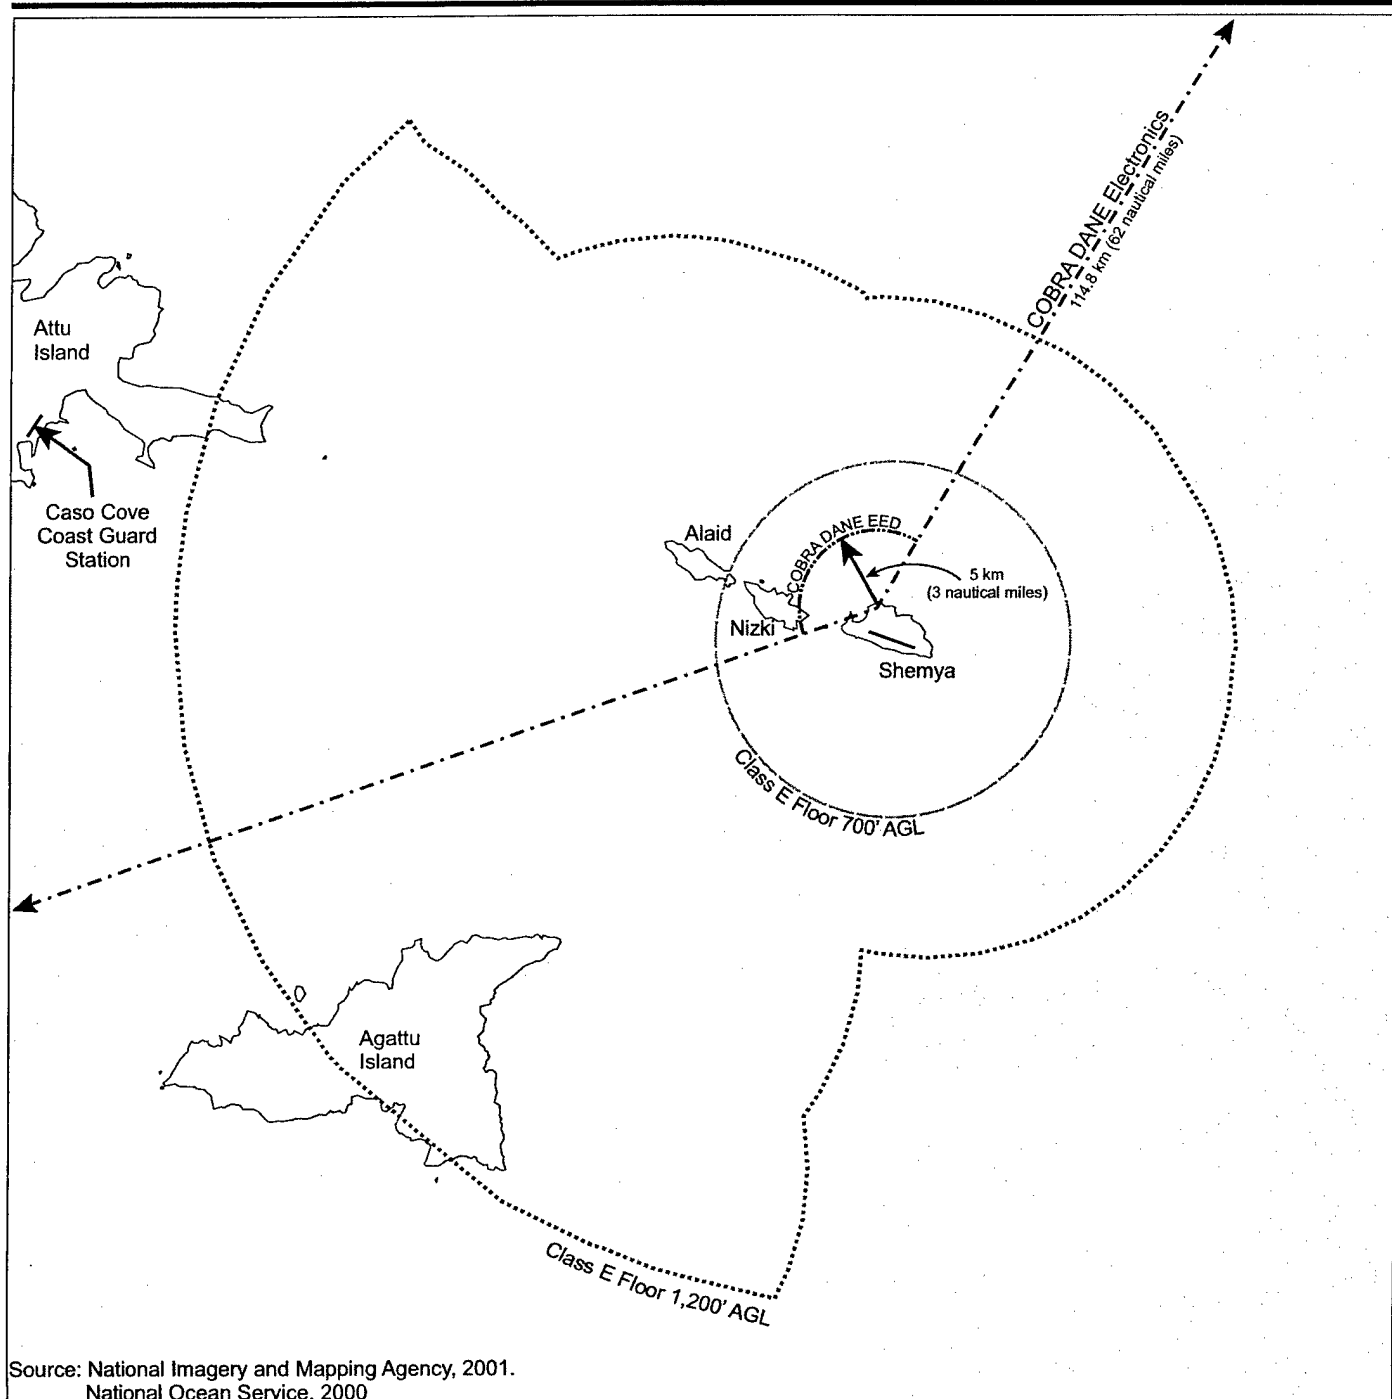 COBRA DANE Electronics
114.8 km (62 nautical miles)
Attu
Island
Caso Cove
Coast Guard
Station
Alaid
COBRA DANE EED
5 km
(3 nautical miles)
Nizki
Shemya
Class E Floor 700' AGL
Agattu
Island
Class E Floor 1,200' AGL
Source: National Imagery and Mapping Agency, 2001.
National Ocean Service, 2000